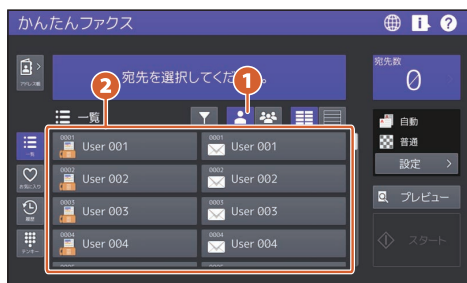 かんたんファクス
i
?
アドレス帳
宛先を選択してください。
2
1
宛先数
0
一覧
自動
普通
設定
プレビュー
スタート
一覧
お気に入り
履歴
テンキー
0001
User 001
0001
User 001
0002
User 002
0002
User 002
0003
User 003
0003
User 003
0004
User 004
0004
User 004